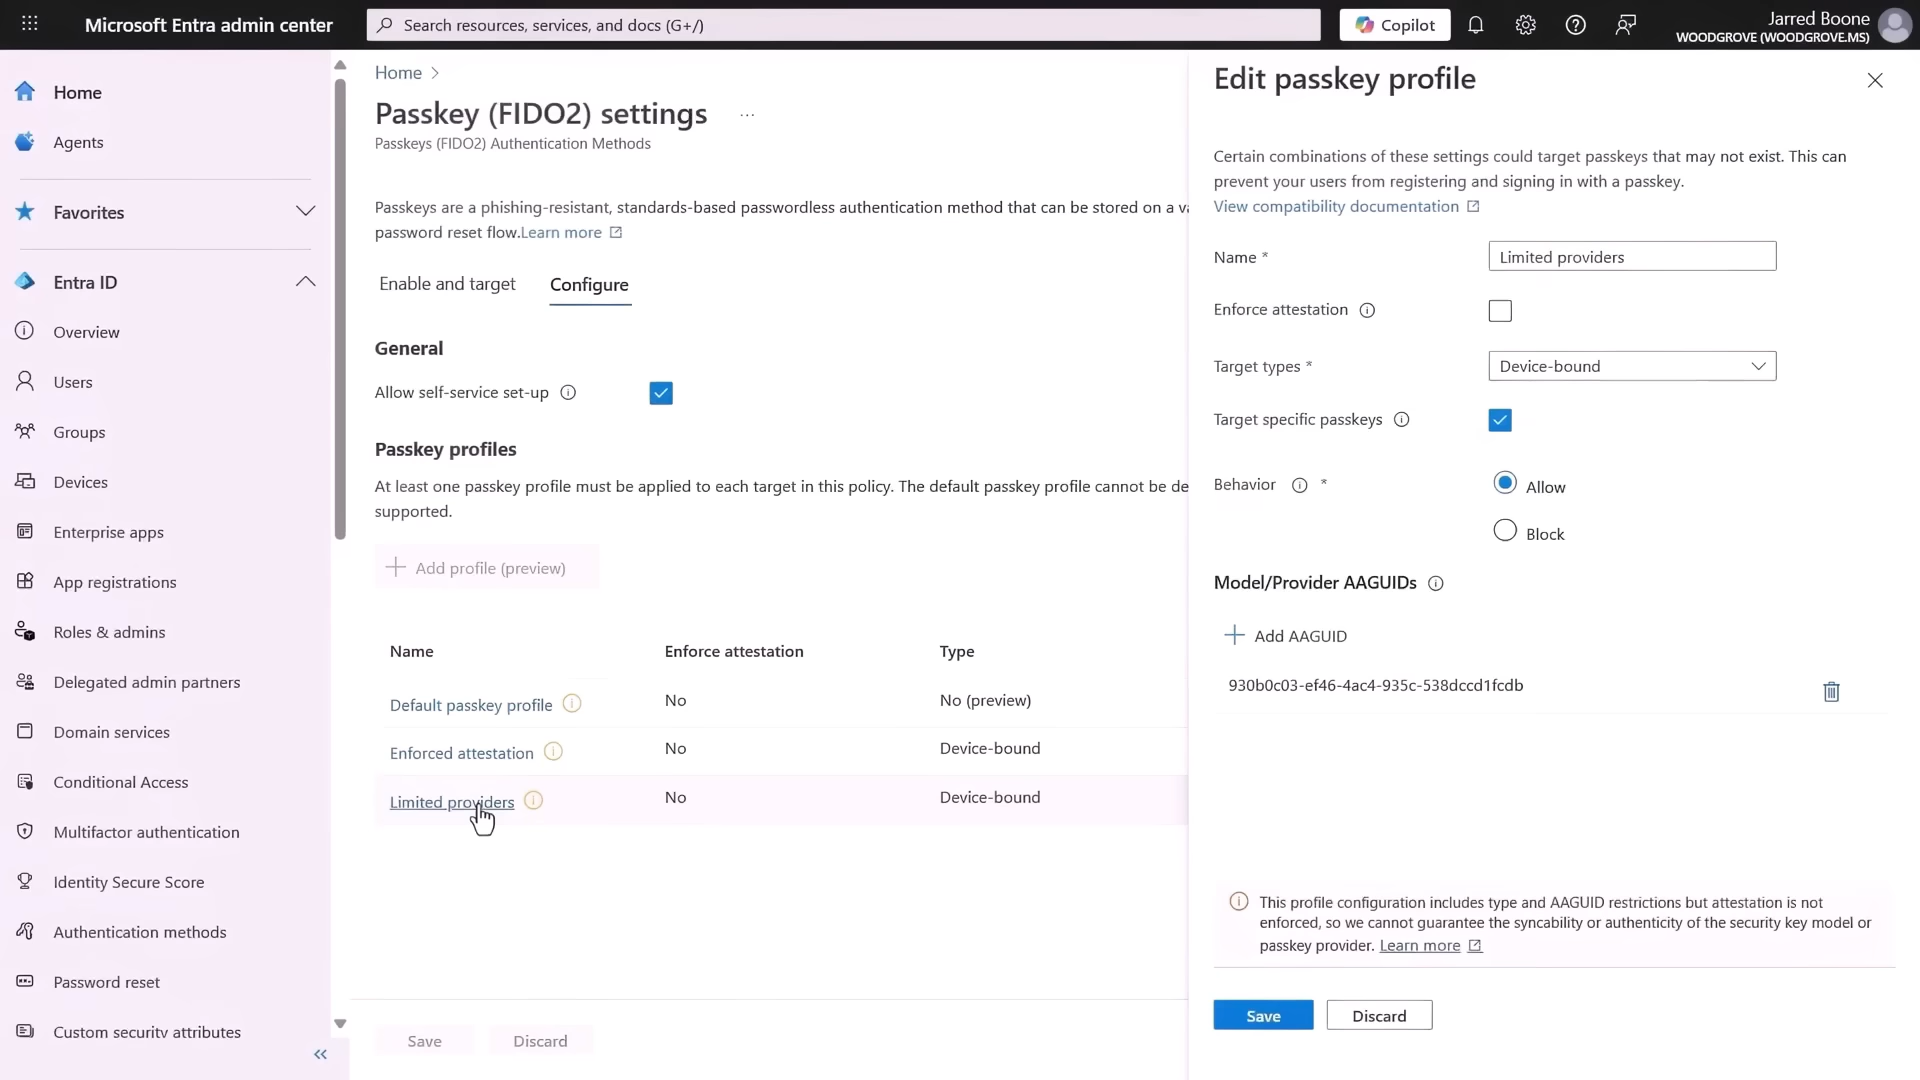 Microsoft Entra admin center
Search resources, services, and docs (G+/)
Copilot
Jarred Boone
WOODGROVE (WOODGROVE.MS)
Home
Agents
Favorites
Entra ID
Overview
Users
Groups
Devices
Enterprise apps
App registrations
Roles & admins
Delegated admin partners
Domain services
Conditional Access
Multifactor authentication
Identity Secure Score
Authentication methods
Password reset
Custom security attributes
Home
Passkey (FIDO2) settings
Passkeys (FIDO2) Authentication Methods
Passkeys are a phishing-resistant, standards-based passwordless authentication method that can be stored on a va
password reset flow.Learn more
Enable and target
Configure
General
Allow self-service set-up
Passkey profiles
At least one passkey profile must be applied to each target in this policy. The default passkey profile cannot be de
supported.
Add profile (preview)
Name Enforce attestation Type
Default passkey profile No No (preview)
Enforced attestation No Device-bound
Limited providers No Device-bound
Save Discard
Edit passkey profile
Certain combinations of these settings could target passkeys that may not exist. This can
prevent your users from registering and signing in with a passkey.
View compatibility documentation
Name * Limited providers
Enforce attestation
Target types * Device-bound
Target specific passkeys
Behavior * Allow
Block
Model/Provider AAGUIDs
Add AAGUID
930b0c03-ef46-4ac4-935c-538dccd1fcdb
This profile configuration includes type and AAGUID restrictions but attestation is not
enforced, so we cannot guarantee the syncability or authenticity of the security key model or
passkey provider. Learn more
Save Discard